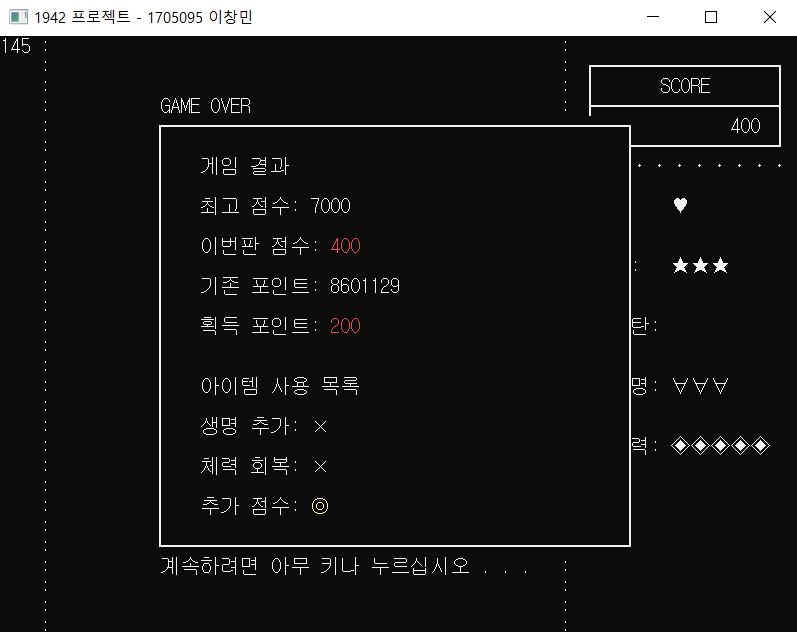 1942 프로젝트 - 1705095 이창민
145
SCORE
400
GAME OVER
게임 결과
최고 점수: 7000
이번판 점수: 400
기존 포인트: 8601129
획득 포인트: 200
아이템 사용 목록
생명 추가: ×
체력 회복: ×
추가 점수: ◎
♥
: ★★★
탄:
명: ∀∀∀
력: ◈◈◈◈◈
계속하려면 아무 키나 누르십시오 . . .